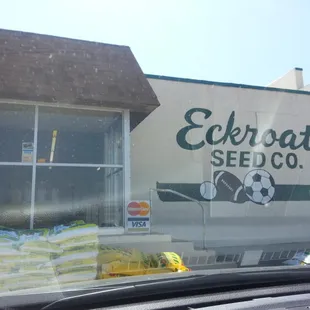 Eckroat
SEED CO.
VISA